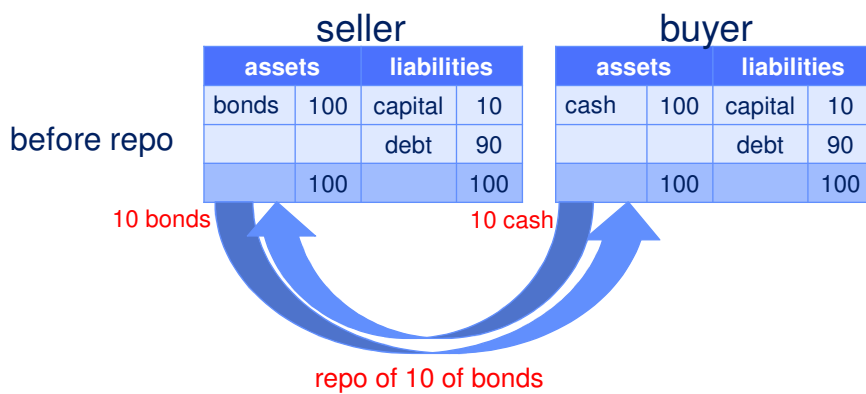 seller buyer
assets liabilities assets liabilities
bonds 100 capital 10 cash 100 capital 10
before repo debt 90 debt 90
100 100 100 100
10 bonds 10 cash
repo of 10 of bonds